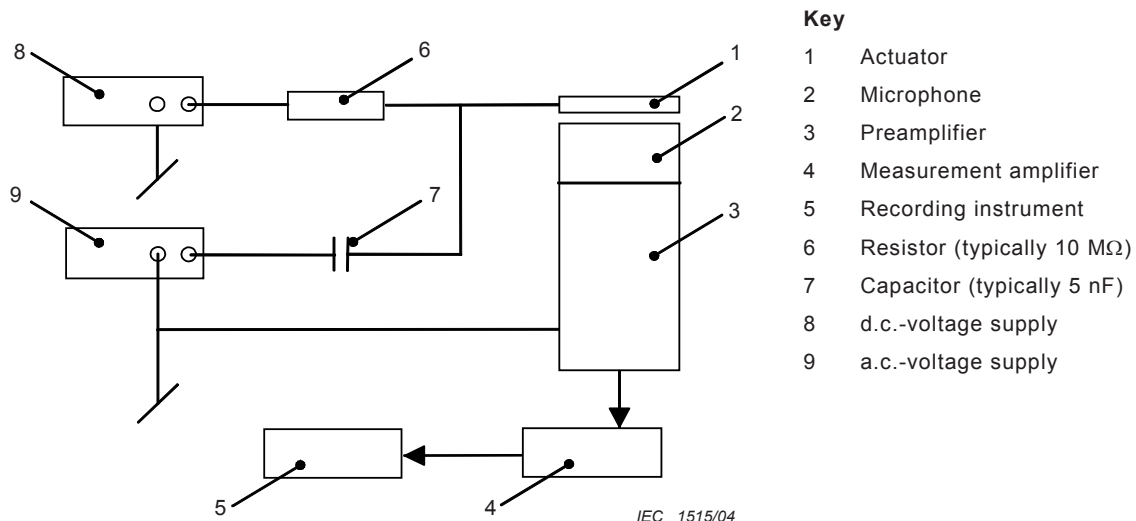 Key
1 Actuator
2 Microphone
3 Preamplifier
4 Measurement amplifier
5 Recording instrument
6 Resistor (typically 10 MΩ)
7 Capacitor (typically 5 nF)
8 d.c.-voltage supply
9 a.c.-voltage supply
8
6
1
2
9
7
3
5
4
IEC 1515/04